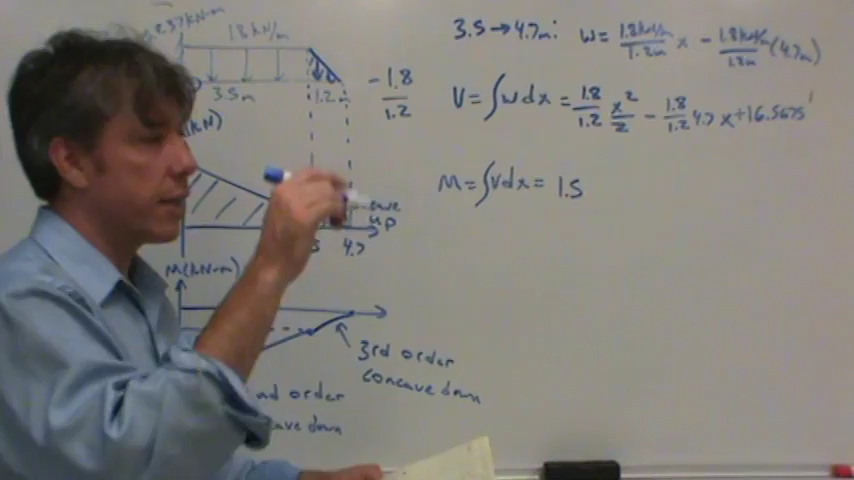 3.5→4.7m: w = 1.8kN/m/1.2m x - 1.8kN/m/1.2m (4.7m)
18 kN/m
3.5m
1.2m
-1.8/1.2
V = ∫wdx = 1.8/1.2 x²/2 - 1.8/1.2 4.7 x + 16.5675
(kN)
M = ∫Vdx = 1.5
up
4.7
M(kN-m)
3rd order
concave down
order
down